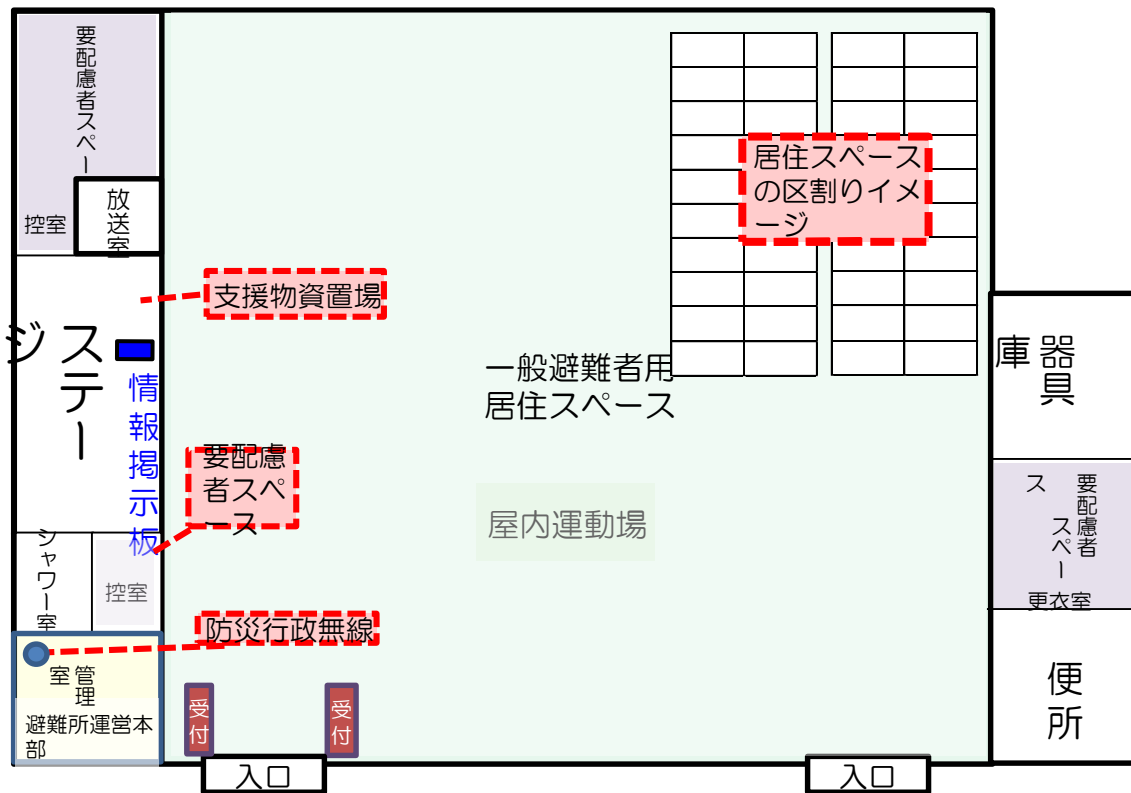 要配慮者スペー
控室
放送室
ステージ
支援物資置場
情報掲示板
要配慮
者スペ
ース
シャワー室
控室
防災行政無線
管理室
避難所運営本
部
受付
受付
入口
入口
居住スペース
の区割りイメ
ージ
一般避難者用
居住スペース
屋内運動場
器具庫
要配慮者
スペー
ス
更衣室
便所